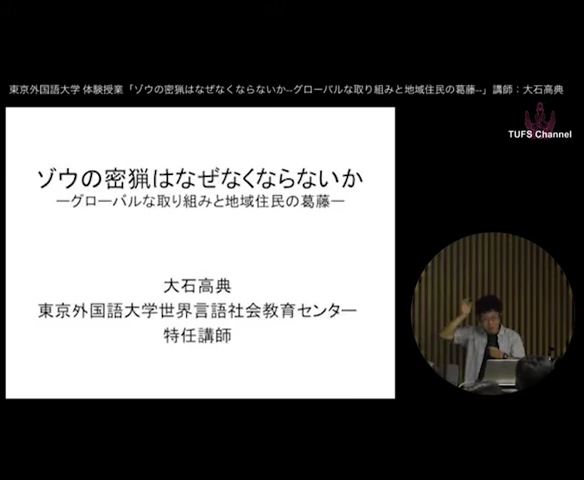 東京外国語大学 体験授業「ゾウの密猟はなぜなくならないか--グローバルな取り組みと地域住民の葛藤--」講師：大石高典
TUFS Channel
ゾウの密猟はなぜなくならないか
ーグローバルな取り組みと地域住民の葛藤ー
大石高典
東京外国語大学世界言語社会教育センター
特任講師